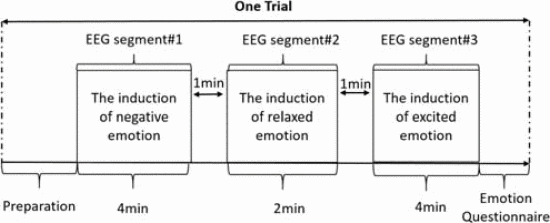 One Trial
EEG segment#1
EEG segment#2
EEG segment#3
The induction
of negative
emotion
1min
The induction
of relaxed
emotion
1min
The induction
of excited
emotion
Preparation
4min
2min
4min
Emotion
Questionnaire